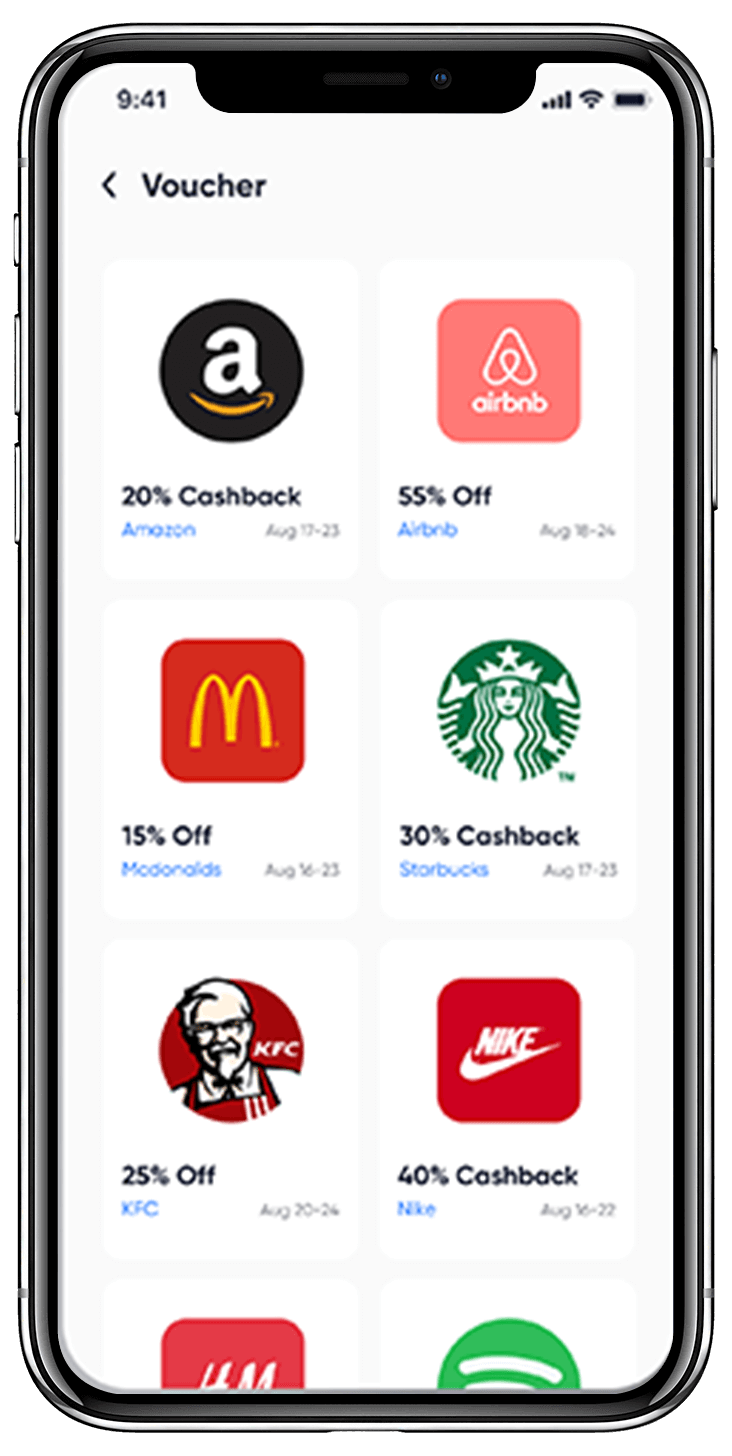 9:41
Voucher
a
airbnb
20% Cashback
Amazon Aug 17-23
55% Off
Airbnb Aug 18-24
M
TM
15% Off
Mcdonalds Aug 16-23
30% Cashback
Starbucks Aug 17-23
KFC
NIKE
25% Off
KFC Aug 20-24
40% Cashback
Nike Aug 16-22
H&M